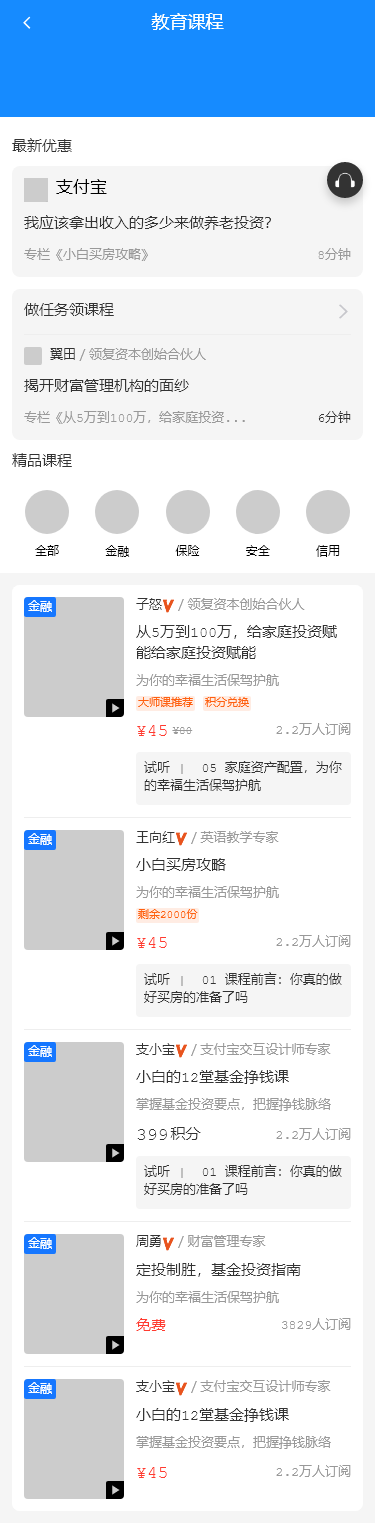 教育课程
最新优惠
支付宝
我应该拿出收入的多少来做养老投资?
专栏《小白买房攻略》 8分钟
做任务领课程
翼田 / 领复资本创始合伙人
揭开财富管理机构的面纱
专栏《从5万到100万，给家庭投资... 6分钟
精品课程
全部 金融 保险 安全 信用
金融
子怒 / 领复资本创始合伙人
从5万到100万，给家庭投资赋
能给家庭投资赋能
为你的幸福生活保驾护航
大师课推荐 积分兑换
¥45 2.2万人订阅
试听 | 05 家庭资产配置，为你
的幸福生活保驾护航
金融
王向红 / 英语教学专家
小白买房攻略
为你的幸福生活保驾护航
剩余2000份
¥45 2.2万人订阅
试听 | 01 课程前言：你真的做
好买房的准备了吗
金融
支小宝 / 支付宝交互设计师专家
小白的12堂基金挣钱课
掌握基金投资要点，把握挣钱脉络
399积分 2.2万人订阅
试听 | 01 课程前言：你真的做
好买房的准备了吗
金融
周勇 / 财富管理专家
定投制胜，基金投资指南
为你的幸福生活保驾护航
免费 3829人订阅
金融
支小宝 / 支付宝交互设计师专家
小白的12堂基金挣钱课
掌握基金投资要点，把握挣钱脉络
¥45 2.2万人订阅